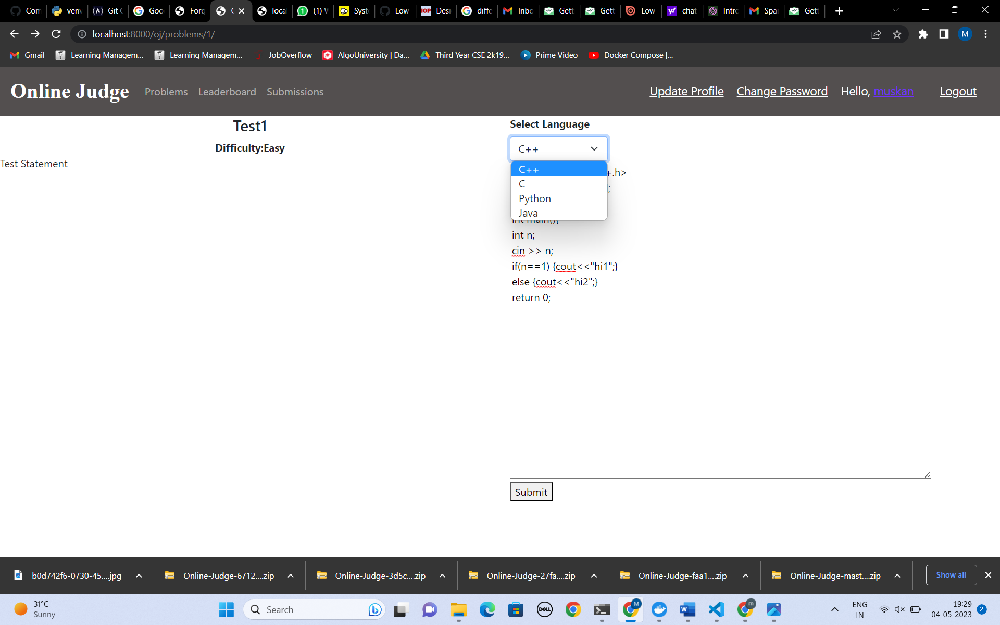 Com
venv
Git
Goo
Forg
loca
(1)
Syst
Low
Desi
diffe
Inbo
Gett
Gett
Low
chat
Intro
Spa
Gett
localhost:8000/oj/problems/1/
M
Gmail
Learning Managem...
Learning Managem...
JobOverflow
AlgoUniversity | Da...
Third Year CSE 2k19...
Prime Video
Docker Compose |...
Online Judge
Problems
Leaderboard
Submissions
Update Profile
Change Password
Hello, muskan
Logout
Test1
Difficulty:Easy
Test Statement
Select Language
C++
C++
C
Python
Java
+.h>
;
int main(){
int n;
cin >> n;
if(n==1) {cout<<"hi1";}
else {cout<<"hi2";}
return 0;
Submit
b0d742f6-0730-45....jpg
Online-Judge-6712....zip
Online-Judge-3d5c....zip
Online-Judge-27fa....zip
Online-Judge-faa1....zip
Online-Judge-mast....zip
Show all
31°C
Sunny
Search
DELL
ENG
IN
19:29
04-05-2023
2